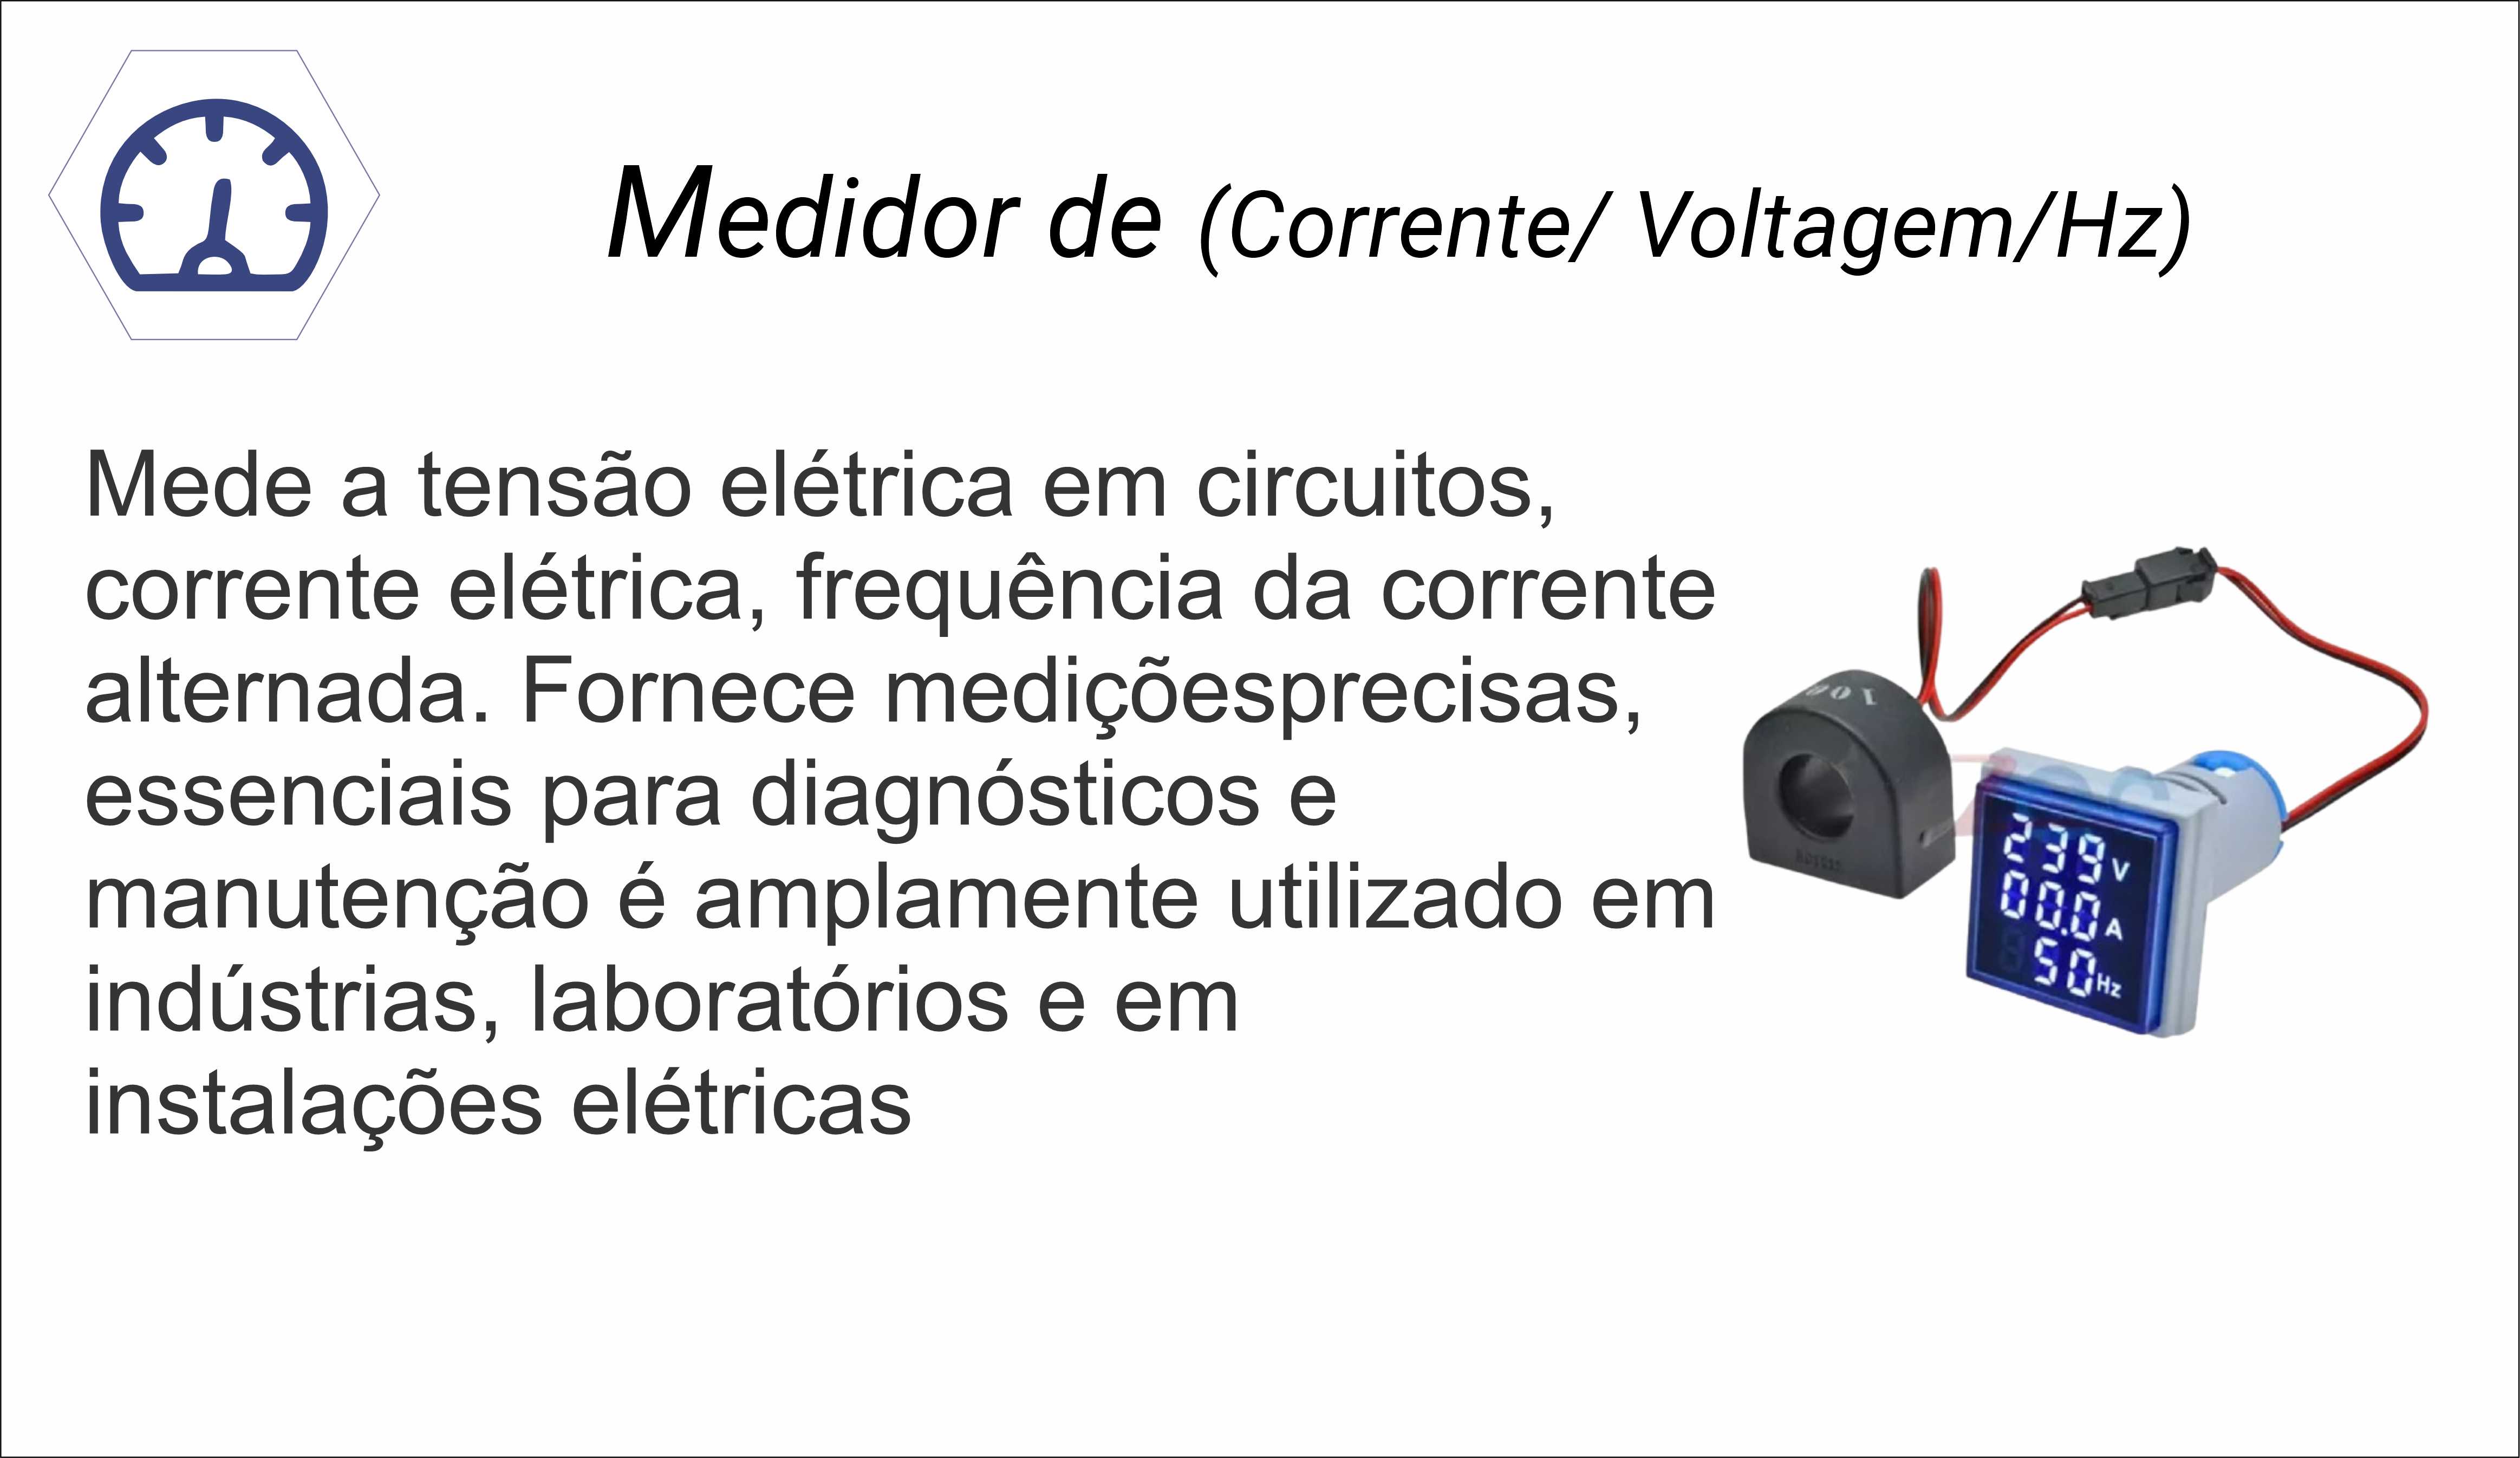 Medidor de (Corrente/ Voltagem/Hz)
Mede a tensão elétrica em circuitos,
corrente elétrica, frequência da corrente
alternada. Fornece mediçõesprecisas,
essenciais para diagnósticos e
manutenção é amplamente utilizado em
indústrias, laboratórios e em
instalações elétricas
100
239 V
00.0 A
50 Hz